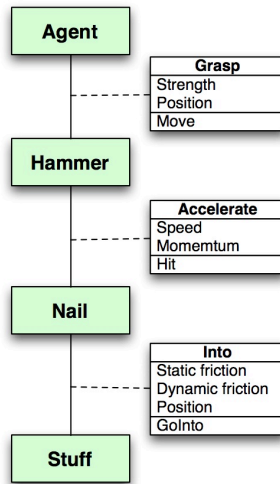 Agent
Grasp
Strength
Position
Move
Hammer
Accelerate
Speed
Momemtum
Hit
Nail
Into
Static friction
Dynamic friction
Position
GoInto
Stuff